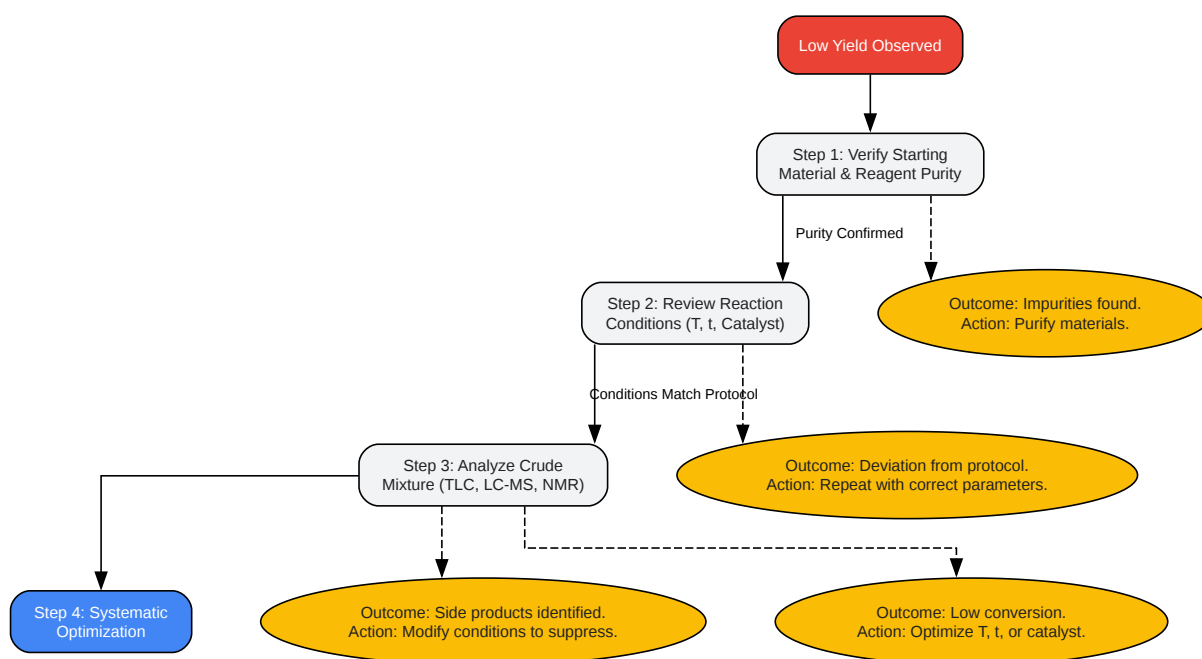 Low Yield Observed
Step 1: Verify Starting
Material & Reagent Purity
Purity Confirmed
Step 2: Review Reaction
Conditions (T, t, Catalyst)
Outcome: Impurities found.
Action: Purify materials.
Conditions Match Protocol
Step 3: Analyze Crude
Mixture (TLC, LC-MS, NMR)
Outcome: Deviation from protocol.
Action: Repeat with correct parameters.
Step 4: Systematic
Optimization
Outcome: Side products identified.
Action: Modify conditions to suppress.
Outcome: Low conversion.
Action: Optimize T, t, or catalyst.